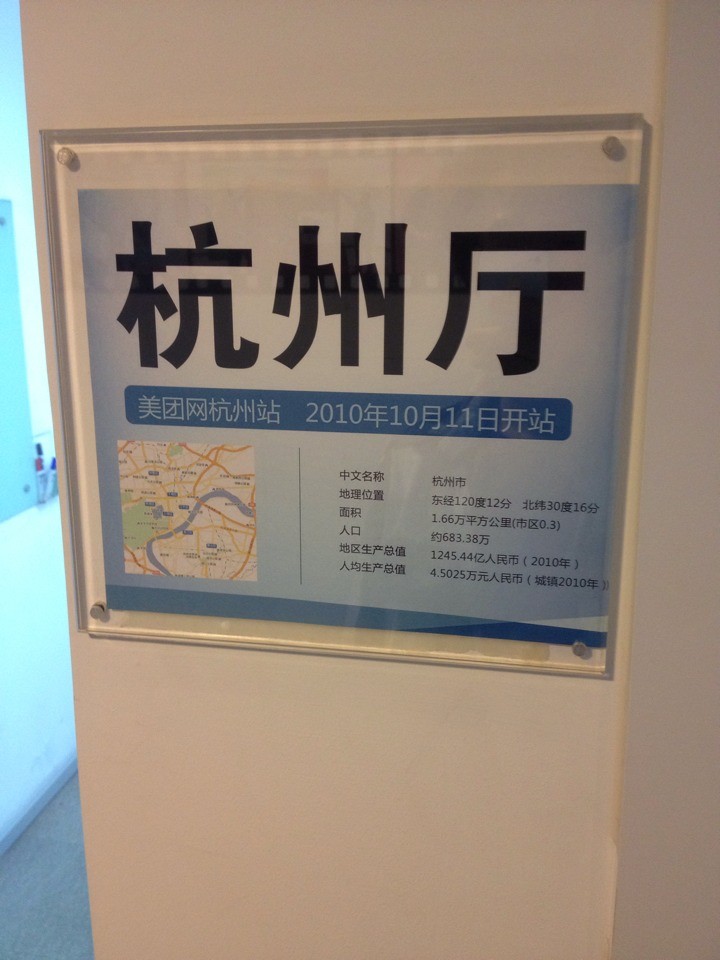 杭州厅
美团网杭州站 2010年10月11日开站
中文名称 杭州市
地理位置 东经120度12分 北纬30度16分
面积 1.66万平方公里(市区0.3)
人口 约683.38万
地区生产总值 1245.44亿人民币（2010年）
人均生产总值 4.5025万元人民币（城镇2010年）